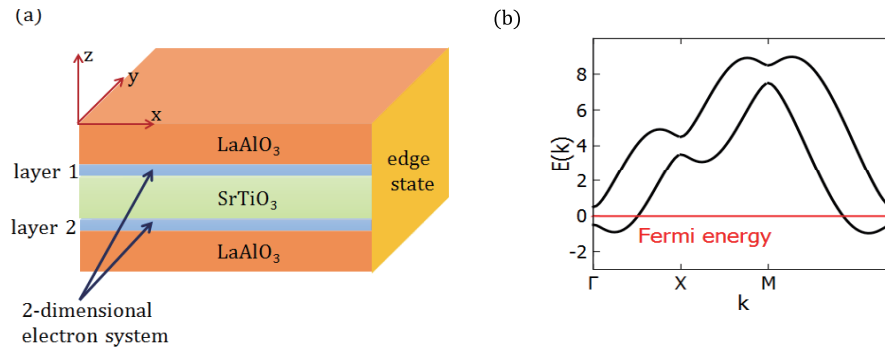 (a)
z
y
x
LaAlO₃
layer 1
edge
state
SrTiO₃
layer 2
LaAlO₃
2-dimensional
electron system
(b)
8
6
4
2
0
-2
E(k)
Fermi energy
Γ X M
k